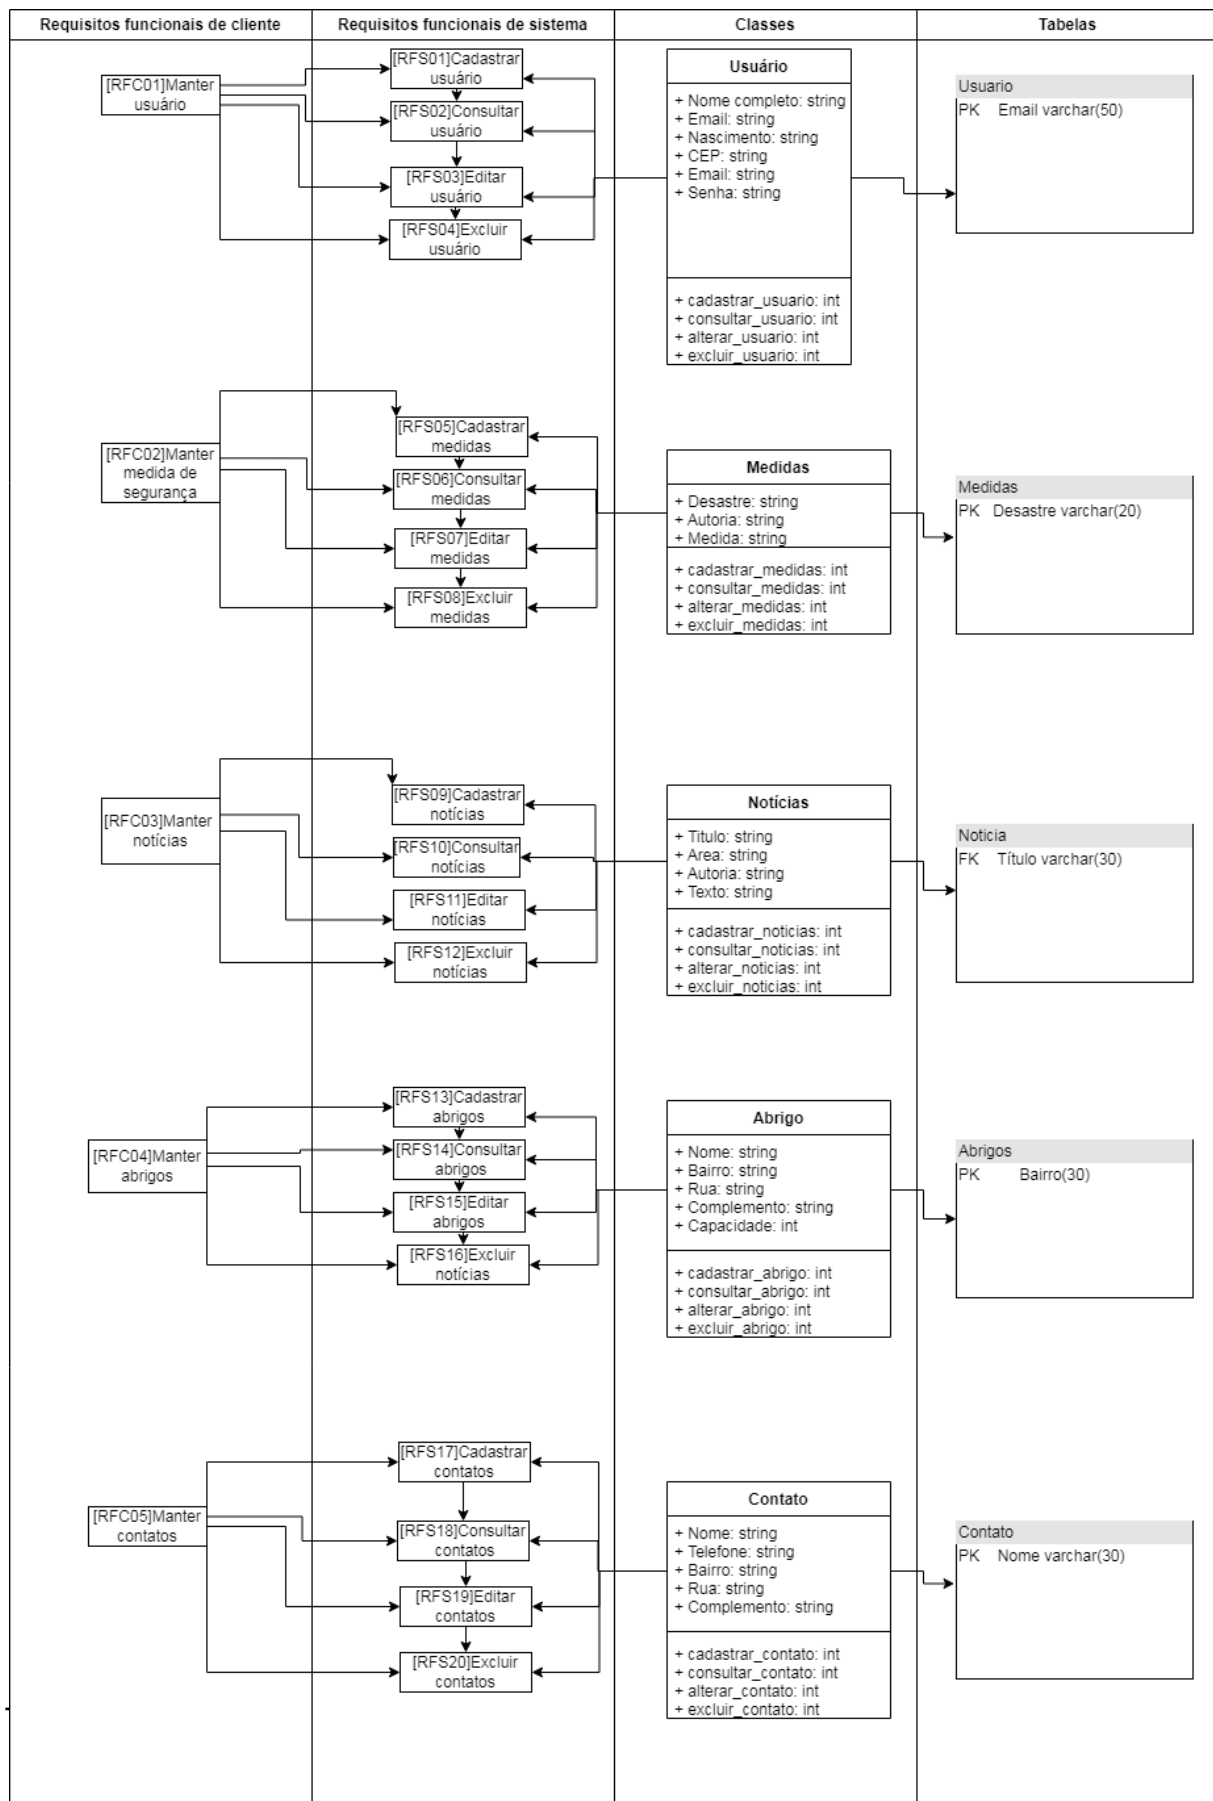 Requisitos funcionais de cliente
Requisitos funcionais de sistema
Classes
Tabelas
[RFC01]Manter
usuário
[RFS01]Cadastrar
usuário
[RFS02]Consultar
usuário
[RFS03]Editar
usuário
[RFS04]Excluir
usuário
Usuário
+ Nome completo: string
+ Email: string
+ Nascimento: string
+ CEP: string
+ Email: string
+ Senha: string
+ cadastrar_usuario: int
+ consultar_usuario: int
+ alterar_usuario: int
+ excluir_usuario: int
Usuario
PK Email varchar(50)
[RFC02]Manter
medida de
segurança
[RFS05]Cadastrar
medidas
[RFS06]Consultar
medidas
[RFS07]Editar
medidas
[RFS08]Excluir
medidas
Medidas
+ Desastre: string
+ Autoria: string
+ Medida: string
+ cadastrar_medidas: int
+ consultar_medidas: int
+ alterar_medidas: int
+ excluir_medidas: int
Medidas
PK Desastre varchar(20)
[RFC03]Manter
notícias
[RFS09]Cadastrar
notícias
[RFS10]Consultar
notícias
[RFS11]Editar
notícias
[RFS12]Excluir
notícias
Notícias
+ Titulo: string
+ Area: string
+ Autoria: string
+ Texto: string
+ cadastrar_noticias: int
+ consultar_noticias: int
+ alterar_noticias: int
+ excluir_noticias: int
Noticia
FK Título varchar(30)
[RFC04]Manter
abrigos
[RFS13]Cadastrar
abrigos
[RFS14]Consultar
abrigos
[RFS15]Editar
abrigos
[RFS16]Excluir
notícias
Abrigo
+ Nome: string
+ Bairro: string
+ Rua: string
+ Complemento: string
+ Capacidade: int
+ cadastrar_abrigo: int
+ consultar_abrigo: int
+ alterar_abrigo: int
+ excluir_abrigo: int
Abrigos
PK Bairro(30)
[RFC05]Manter
contatos
[RFS17]Cadastrar
contatos
[RFS18]Consultar
contatos
[RFS19]Editar
contatos
[RFS20]Excluir
contatos
Contato
+ Nome: string
+ Telefone: string
+ Bairro: string
+ Rua: string
+ Complemento: string
+ cadastrar_contato: int
+ consultar_contato: int
+ alterar_contato: int
+ excluir_contato: int
Contato
PK Nome varchar(30)